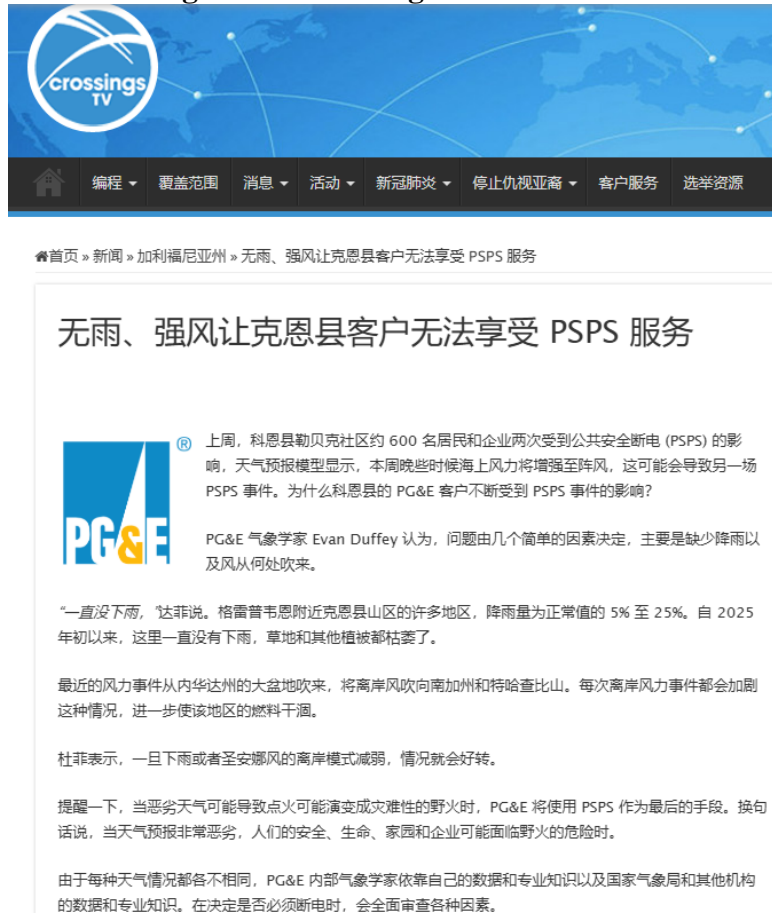 crossings
TV
编程 覆盖范围 消息 活动 新冠肺炎 停止仇视亚裔 客户服务 选举资源
首页 » 新闻 » 加利福尼亚州 » 无雨、强风让克恩县客户无法享受 PSPS 服务
无雨、强风让克恩县客户无法享受 PSPS 服务
PG&E ®
上周，科恩县勒贝克社区约 600 名居民和企业两次受到公共安全断电 (PSPS) 的影
响，天气预报模型显示，本周晚些时候海上风力将增强至阵风，这可能会导致另一场
PSPS 事件。为什么科恩县的 PG&E 客户不断受到 PSPS 事件的影响？
PG&E 气象学家 Evan Duffey 认为，问题由几个简单的因素决定，主要是缺少降雨以
及风从何处吹来。
“一直没下雨，”达菲说。格雷普韦恩附近克恩县山区的许多地区，降雨量为正常值的 5% 至 25%。自 2025
年初以来，这里一直没有下雨，草地和其他植被都枯萎了。
最近的风力事件从内华达州的大盆地吹来，将离岸风吹向南加州和特哈查比山。每次离岸风力事件都会加剧
这种情况，进一步使该地区的燃料干涸。
杜菲表示，一旦下雨或者圣安娜风的离岸模式减弱，情况就会好转。
提醒一下，当恶劣天气可能导致点火可能演变成灾难性的野火时，PG&E 将使用 PSPS 作为最后的手段。换句
话说，当天气预报非常恶劣，人们的安全、生命、家园和企业可能面临野火的危险时。
由于每种天气情况都各不相同，PG&E 内部气象学家依靠自己的数据和专业知识以及国家气象局和其他机构
的数据和专业知识。在决定是否必须断电时，会全面审查各种因素。